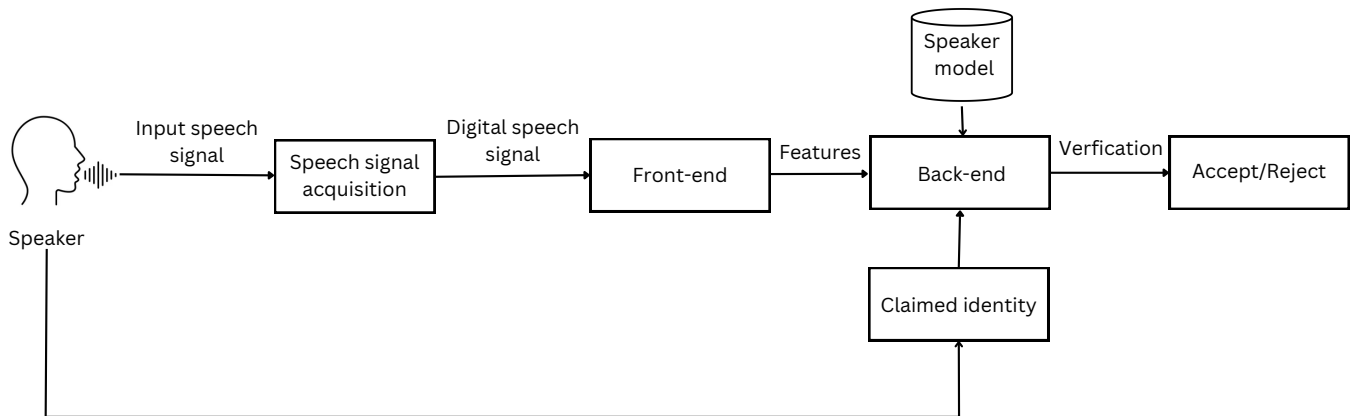 Speaker
model
Input speech
signal
Digital speech
signal
Features
Verfication
Speech signal
acquisition
Front-end
Back-end
Accept/Reject
Speaker
Claimed identity